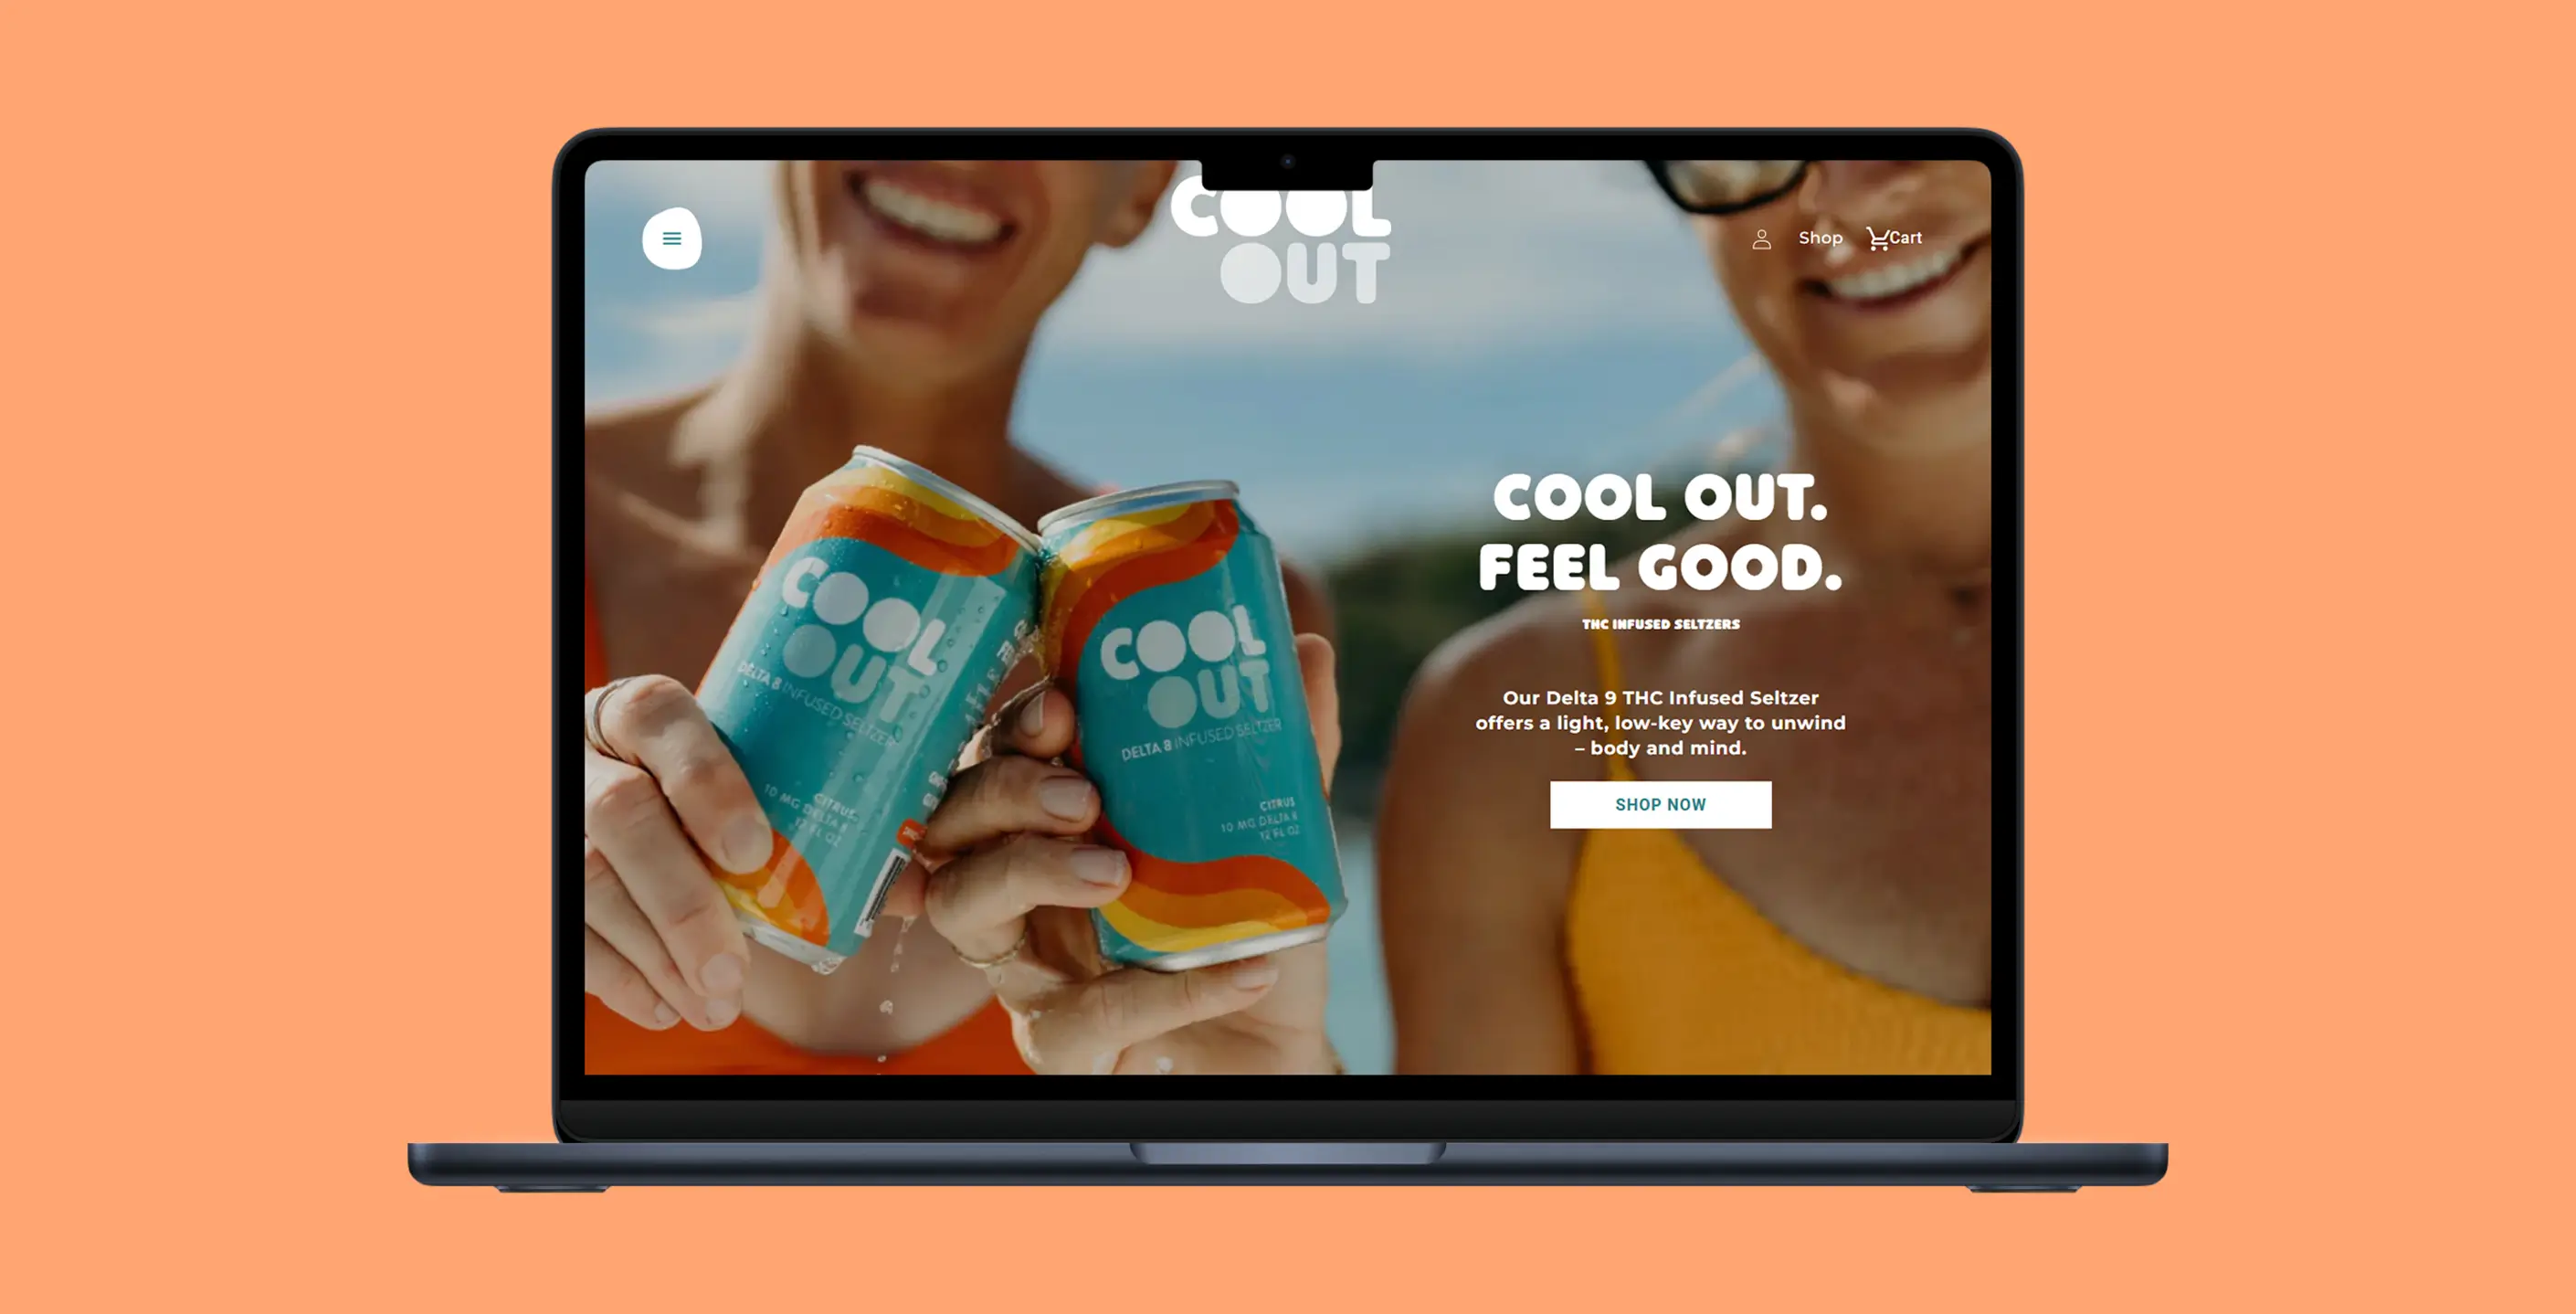 COOL
OUT
Shop
Cart
COOL OUT.
FEEL GOOD.
THC INFUSED SELTZERS
Our Delta 9 THC Infused Seltzer
offers a light, low-key way to unwind
– body and mind.
SHOP NOW
COOL
OUT
DELTA 8 INFUSED SELTZER
CITRUS
10 MG DELTA 8
12 FL OZ
COOL
OUT
DELTA 8 INFUSED SELTZER
CITRUS
10 MG DELTA 8
12 FL OZ